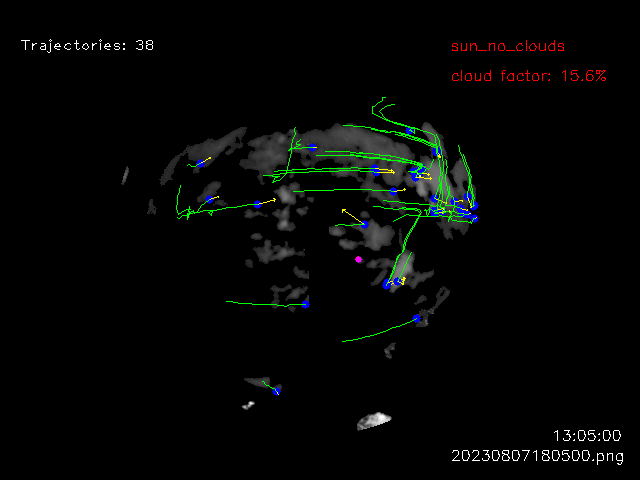 Trajectories: 38
sun_no_clouds
cloud factor: 15.6%
13:05:00
20230807180500.png